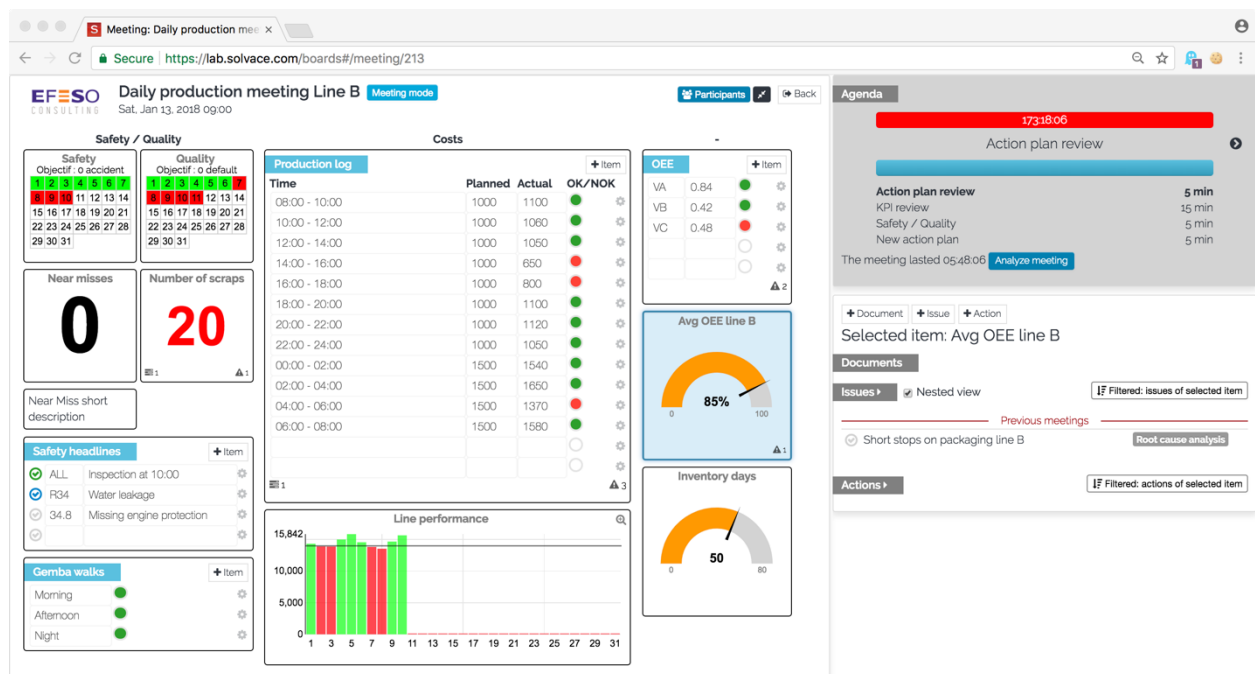 S Meeting: Daily production mee ×
Secure https://lab.solvace.com/boards#/meeting/213
1
EFESO
CONSULTING
Daily production meeting Line B Meeting mode
Sat, Jan 13, 2018 09:00
Participants
Back
Safety / Quality
Costs
-
Safety
Objectif : 0 accident
1 2 3 4 5 6 7
8 9 10 11 12 13 14
15 16 17 18 19 20 21
22 23 24 25 26 27 28
29 30 31
Quality
Objectif : 0 default
1 2 3 4 5 6 7
8 9 10 11 12 13 14
15 16 17 18 19 20 21
22 23 24 25 26 27 28
29 30 31
Near misses
0
Number of scraps
20
1 1
Near Miss short
description
Safety headlines + Item
ALL Inspection at 10:00
R34 Water leakage
34.8 Missing engine protection
Gemba walks + Item
Morning
Afternoon
Night
Production log + Item
Time Planned Actual OK/NOK
08:00 - 10:00 1000 1100
10:00 - 12:00 1000 1060
12:00 - 14:00 1000 1050
14:00 - 16:00 1000 650
16:00 - 18:00 1000 800
18:00 - 20:00 1000 1100
20:00 - 22:00 1000 1120
22:00 - 24:00 1000 1050
00:00 - 02:00 1500 1540
02:00 - 04:00 1500 1650
04:00 - 06:00 1500 1370
06:00 - 08:00 1500 1580
1 3
Line performance
15,842
10,000
5,000
0
1 3 5 7 9 11 13 15 17 19 21 23 25 27 29 31
OEE + Item
VA 0.84
VB 0.42
VC 0.48
2
Avg OEE line B
85%
0 100
1
Inventory days
50
0 80
Agenda
173:18:06
Action plan review
Action plan review 5 min
KPI review 15 min
Safety / Quality 5 min
New action plan 5 min
The meeting lasted 05:48:06 Analyze meeting
+ Document + Issue + Action
Selected item: Avg OEE line B
Documents
Issues Nested view Filtered: issues of selected item
Previous meetings
Short stops on packaging line B Root cause analysis
Actions Filtered: actions of selected item